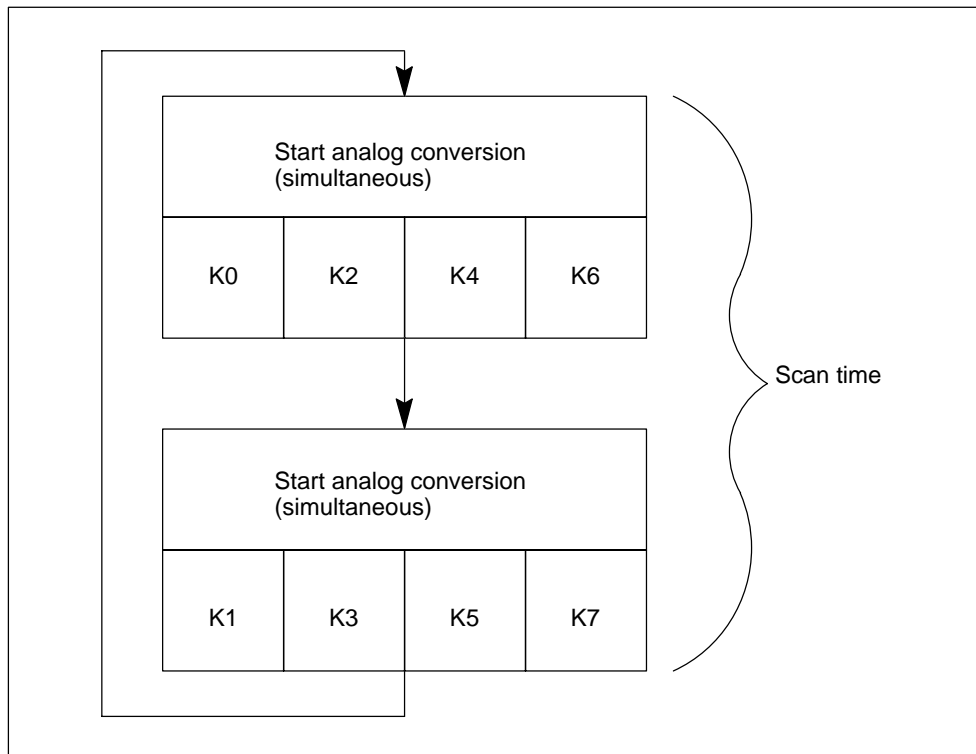 Start analog conversion
(simultaneous)
K0 K2 K4 K6
Scan time
Start analog conversion
(simultaneous)
K1 K3 K5 K7